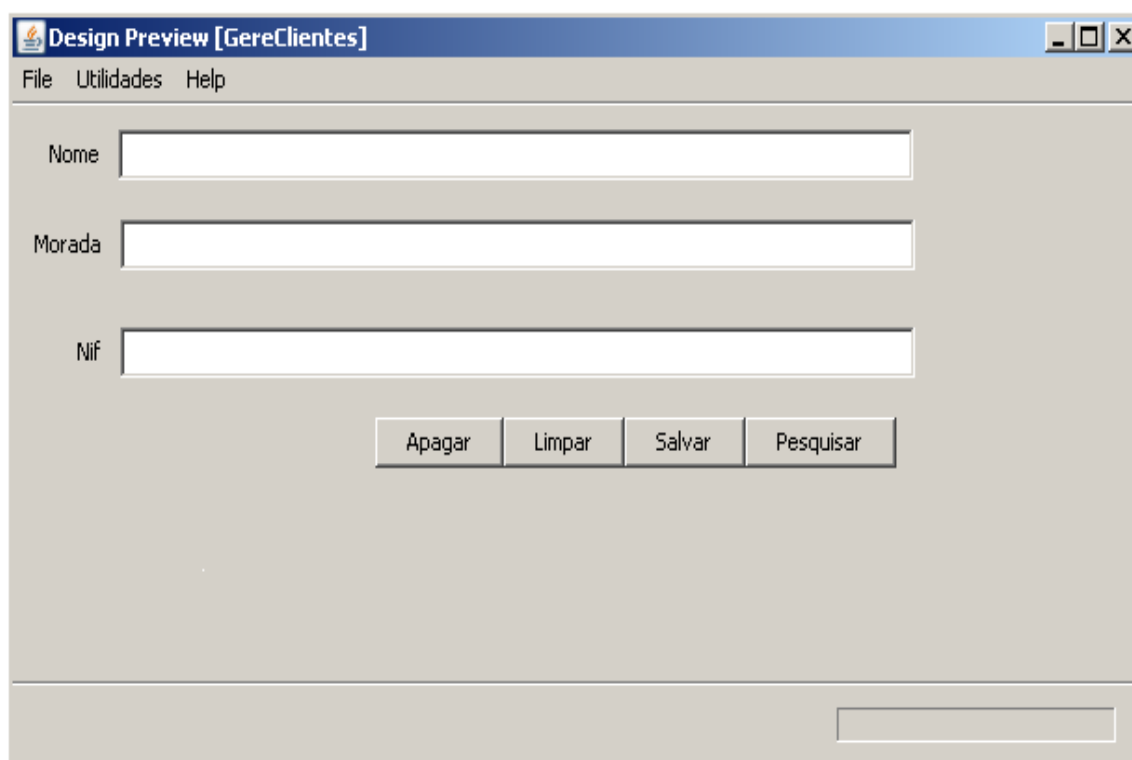 Design Preview [GereClientes]
File Utilidades Help
Nome
Morada
Nif
Apagar Limpar Salvar Pesquisar